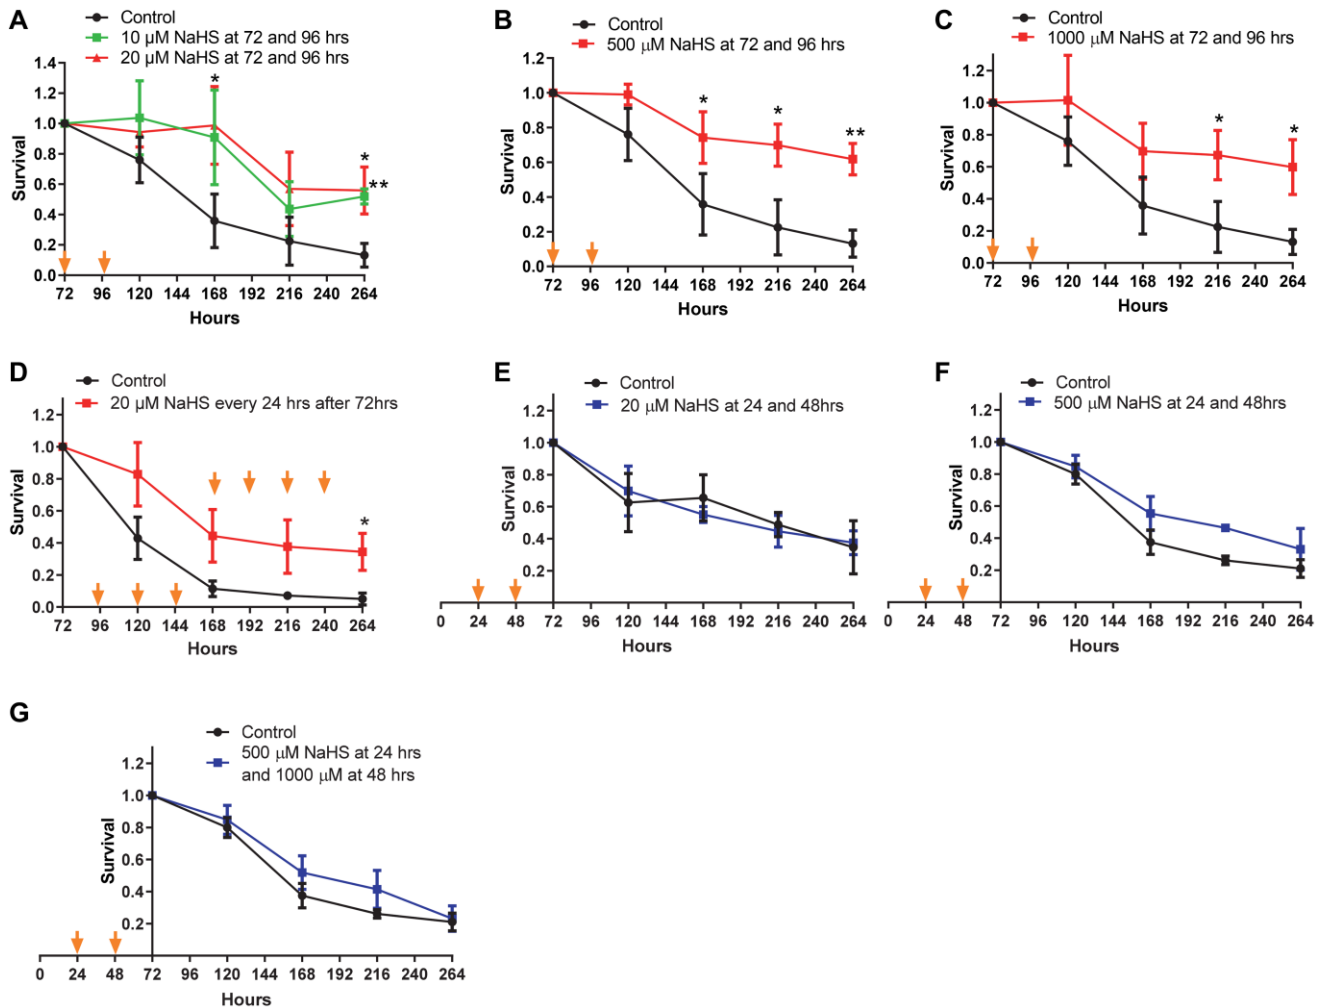 A
Control
10 µM NaHS at 72 and 96 hrs
20 µM NaHS at 72 and 96 hrs
1.4
1.2
1.0
0.8
0.6
0.4
0.2
0.0
Survival
*
*
**
72 96 120 144 168 192 216 240 264
Hours
B
Control
500 µM NaHS at 72 and 96 hrs
1.2
1.0
0.8
0.6
0.4
0.2
0.0
Survival
*
*
**
72 96 120 144 168 192 216 240 264
Hours
C
Control
1000 µM NaHS at 72 and 96 hrs
1.2
1.0
0.8
0.6
0.4
0.2
0.0
Survival
*
*
72 96 120 144 168 192 216 240 264
Hours
D
Control
20 µM NaHS every 24 hrs after 72hrs
1.2
1.0
0.8
0.6
0.4
0.2
0.0
Survival
*
72 96 120 144 168 192 216 240 264
Hours
E
Control
20 µM NaHS at 24 and 48hrs
1.2
1.0
0.8
0.6
0.4
0.2
Survival
0 24 48 72 96 120 144 168 192 216 240 264
Hours
F
Control
500 µM NaHS at 24 and 48hrs
1.2
1.0
0.8
0.6
0.4
0.2
Survival
0 24 48 72 96 120 144 168 192 216 240 264
Hours
G
Control
500 µM NaHS at 24 hrs
and 1000 µM at 48 hrs
1.2
1.0
0.8
0.6
0.4
0.2
Survival
0 24 48 72 96 120 144 168 192 216 240 264
Hours